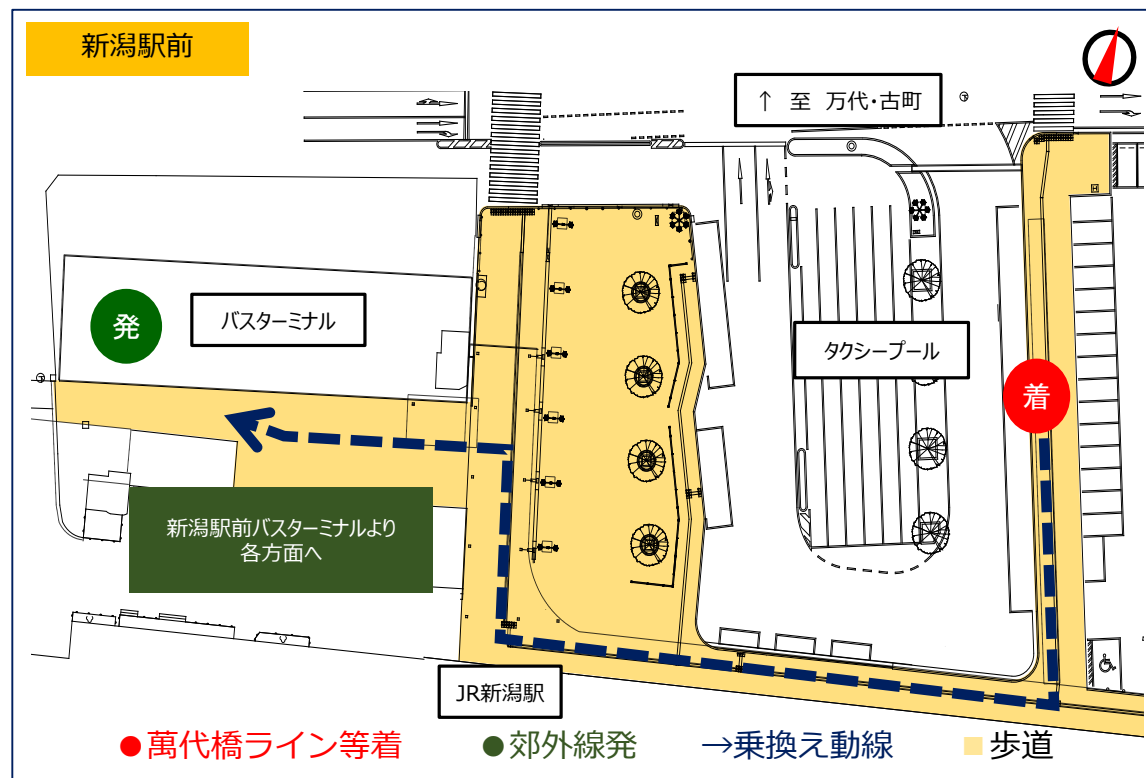 新潟駅前
↑ 至 万代・古町
発
バスターミナル
タクシープール
着
新潟駅前バスターミナルより
各方面へ
JR新潟駅
●萬代橋ライン等着
●郊外線発
→乗換え動線
■歩道